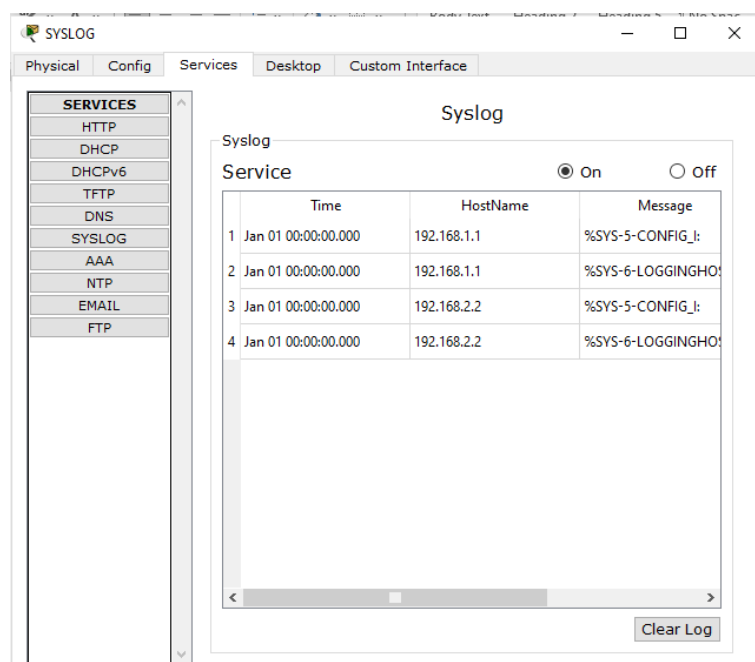 SYSLOG
Physical Config Services Desktop Custom Interface
SERVICES
HTTP
DHCP
DHCPv6
TFTP
DNS
SYSLOG
AAA
NTP
EMAIL
FTP
Syslog
Syslog
Service On Off
Time HostName Message
1 Jan 01 00:00:00.000 192.168.1.1 %SYS-5-CONFIG_I:
2 Jan 01 00:00:00.000 192.168.1.1 %SYS-6-LOGGINGHOS
3 Jan 01 00:00:00.000 192.168.2.2 %SYS-5-CONFIG_I:
4 Jan 01 00:00:00.000 192.168.2.2 %SYS-6-LOGGINGHOS
Clear Log